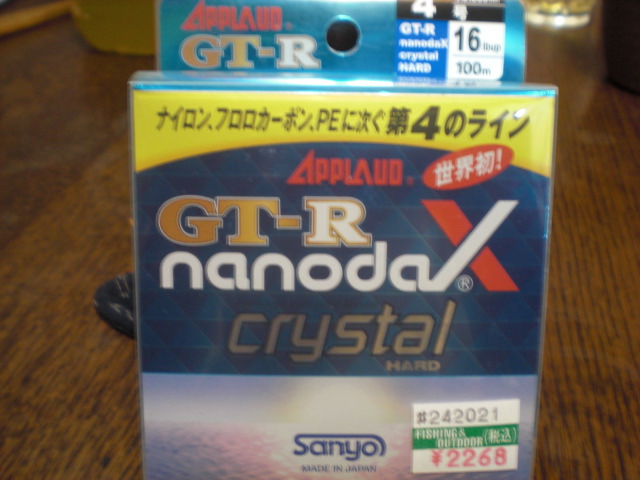 APPLAUD
GT-R
4号
GT-R
nanodaX
crystal
HARD
16lbup
100m
ナイロン、フロロカーボン、PEに次ぐ第4のライン
APPLAUD®
世界初!
GT-R
nanodaX®
crystal
HARD
Sanyo
MADE IN JAPAN
#242021
FISHING&
OUTDOOR(税込)
¥2268